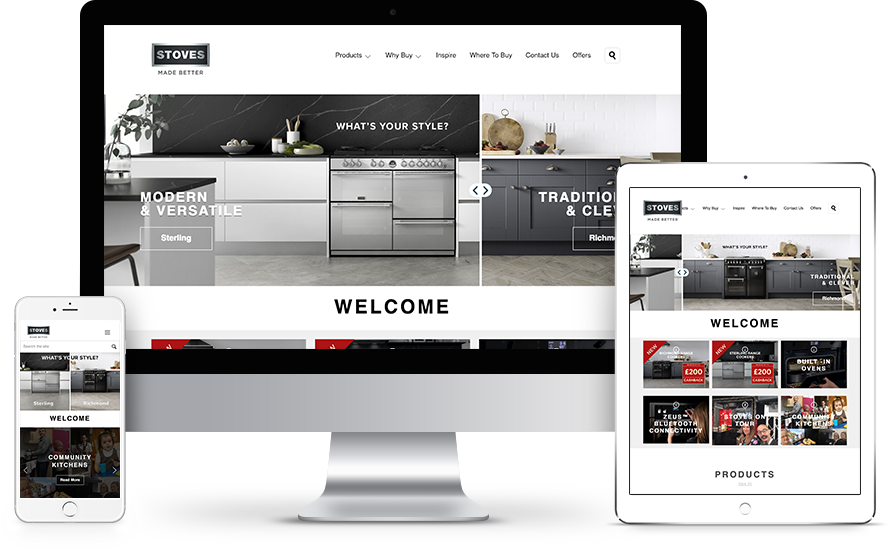 STOVES
MADE BETTER
Products
Why Buy
Inspire
Where To Buy
Contact Us
Offers
WHAT'S YOUR STYLE?
MODERN
& VERSATILE
Sterling
TRADITIONAL
& CLEV
Richm
WELCOME
STOVES
MADE BETTER
Why Buy
Inspire
Where To Buy
Contact Us
Offers
WHAT'S YOUR STYLE?
TRADITIONAL
& CLEVER
Richmond
WELCOME
NEW
RICHMOND RANGE
COOKERS
£200
CASHBACK
NEW
STERLING RANGE
COOKERS
£200
CASHBACK
BUILT-IN
OVENS
ZEUS™
BLUETOOTH
CONNECTIVITY
STOVES ON
TOUR
COMMUNITY
KITCHENS
PRODUCTS
STOVES
MADE BETTER
Search the site
WHAT'S YOUR STYLE?
Sterling
Richmond
WELCOME
COMMUNITY
KITCHENS
Read More